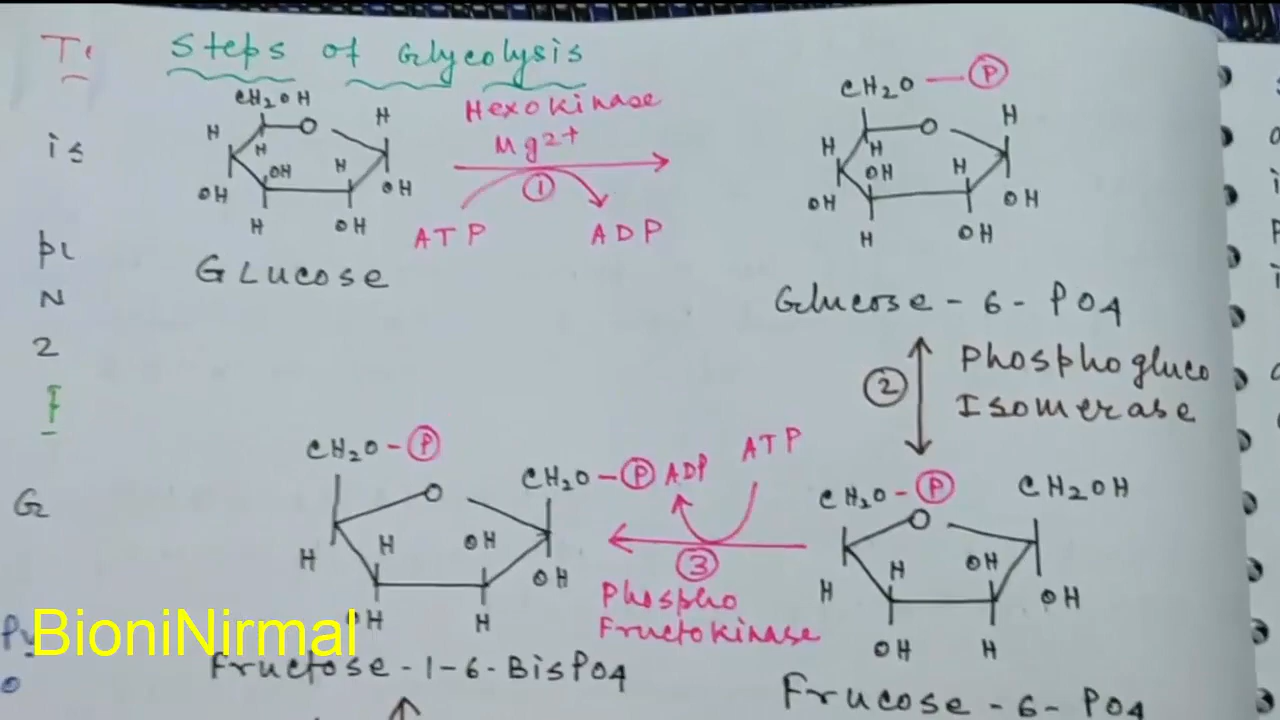 T.
Steps of Glycolysis
CH2OH
O
H
H
H
OH
H
OH
OH
H
OH
Glucose
Hexokinase
Mg2+
1
ATP
ADP
CH2O - P
O
H
H
H
OH
H
OH
OH
H
OH
Glucose - 6 - PO4
2
Phosphogluco
Isomerase
CH2O - P
CH2OH
O
H
H
OH
OH
OH
H
Frucose - 6 - PO4
ATP
ADP
3
Phospho
Fructokinase
CH2O - P
CH2O - P
O
H
H
OH
OH
OH
H
Fructose - 1 - 6 - BisPO4
is
N
2
G
BioniNirmal